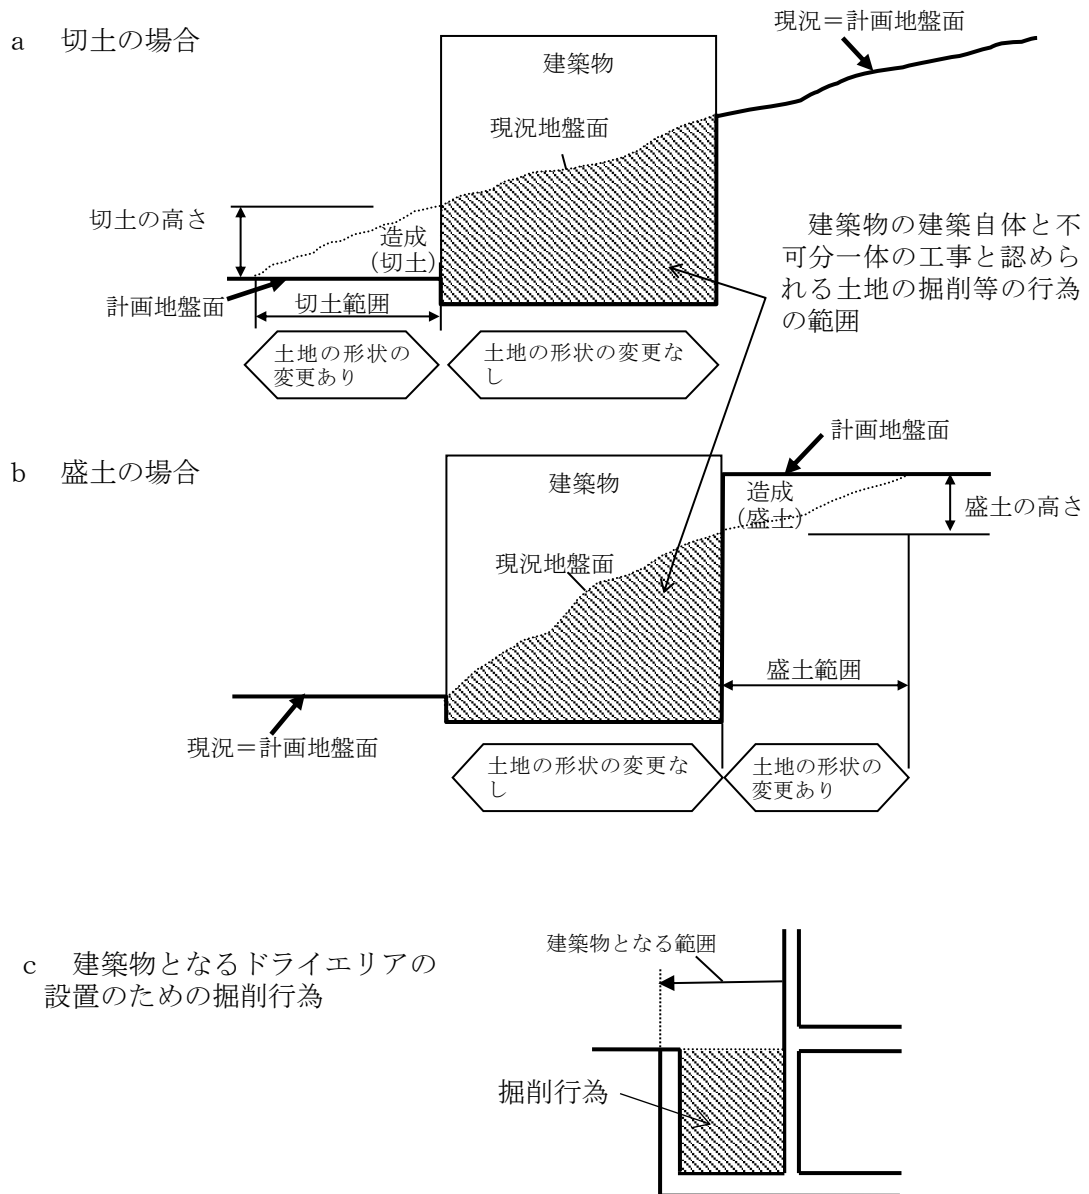 a　切土の場合
現況＝計画地盤面
建築物
現況地盤面
切土の高さ
造成
（切土）
計画地盤面
切土範囲
建築物の建築自体と不
可分一体の工事と認めら
れる土地の掘削等の行為
の範囲
土地の形状の
変更あり
土地の形状の変更な
し
b　盛土の場合
計画地盤面
建築物
造成
（盛土）
盛土の高さ
現況地盤面
盛土範囲
現況＝計画地盤面
土地の形状の変更な
し
土地の形状の
変更あり
c　建築物となるドライエリアの
設置のための掘削行為
建築物となる範囲
掘削行為